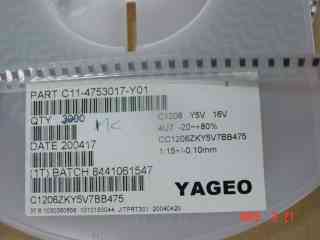 PART C11-4753017-Y01
QTY 3000
C1206 Y5V 16V
4U7 -20~+80%
CC1206ZKY5V7BB475
1.15+/-0.10mm
DATE 200417
(1T) BATCH 8441061547
YAGEO
C1206ZKY5V7BB475